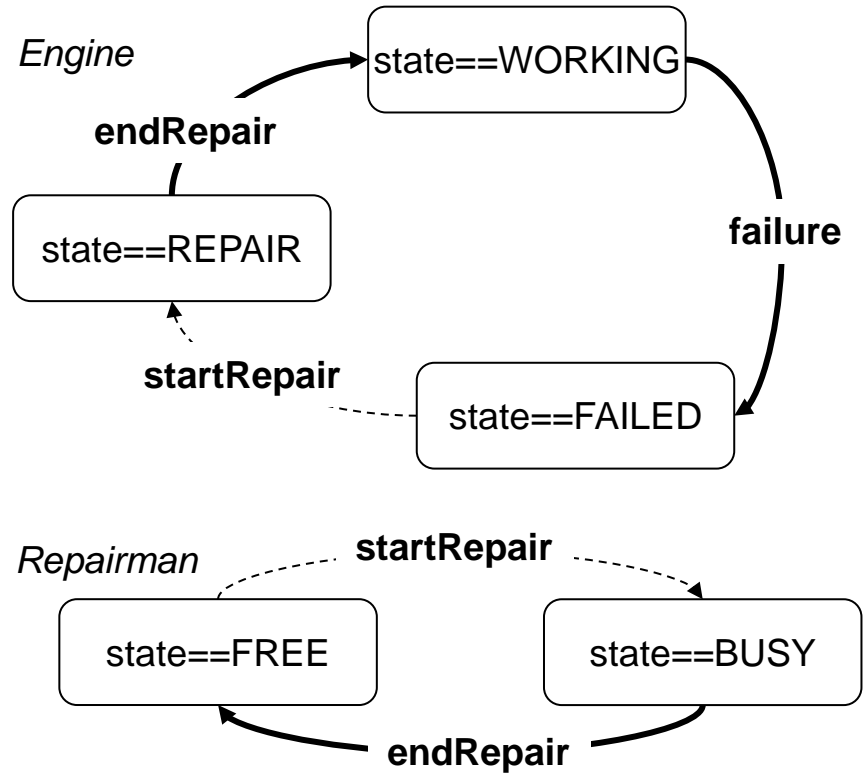 Engine
state==WORKING
endRepair
failure
state==REPAIR
startRepair
state==FAILED
Repairman
startRepair
state==FREE
state==BUSY
endRepair